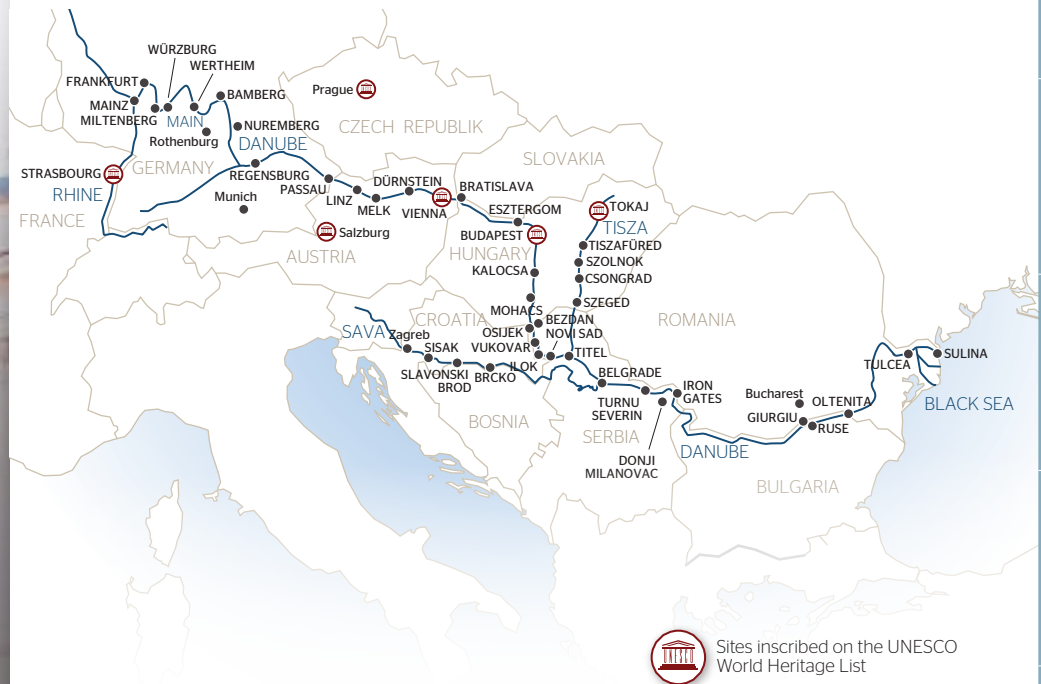 WÜRZBURG
WERTHEIM
FRANKFURT
BAMBERG
Prague
MAINZ
MILTENBERG
MAIN
NUREMBERG
CZECH REPUBLIK
Rothenburg
DANUBE
SLOVAKIA
STRASBOURG
GERMANY
REGENSBURG
RHINE
PASSAU
DÜRNSTEIN
BRATISLAVA
Munich
LINZ
MELK
VIENNA
ESZTERGOM
TOKAJ
FRANCE
Salzburg
BUDAPEST
TISZA
AUSTRIA
HUNGARY
TISZAFÜRED
SZOLNOK
KALOCSA
CSONGRAD
MOHACS
SZEGED
SAVA
CROATIA
BEZDAN
ROMANIA
Zagreb
OSIJEK
NOVI SAD
SISAK
VUKOVAR
TITEL
SULINA
SLAVONSKI
BROD
BRCKO
ILOK
BELGRADE
TULCEA
TURNU
SEVERIN
IRON
GATES
Bucharest
OLTENITA
BLACK SEA
BOSNIA
GIURGIU
RUSE
SERBIA
DANUBE
DONJI
MILANOVAC
BULGARIA
UNESCO
Sites inscribed on the UNESCO
World Heritage List